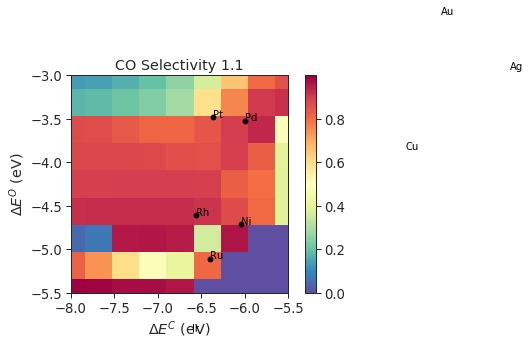 Au
CO Selectivity 1.1
Ag
−3.0
−3.5
−4.0
−4.5
−5.0
−5.5
ΔE^O (eV)
Pt
Pd
Cu
Rh
Ni
Ru
−8.0 −7.5 −7.0 −6.5 −6.0 −5.5
ΔE^C (eV)
0.8
0.6
0.4
0.2
0.0